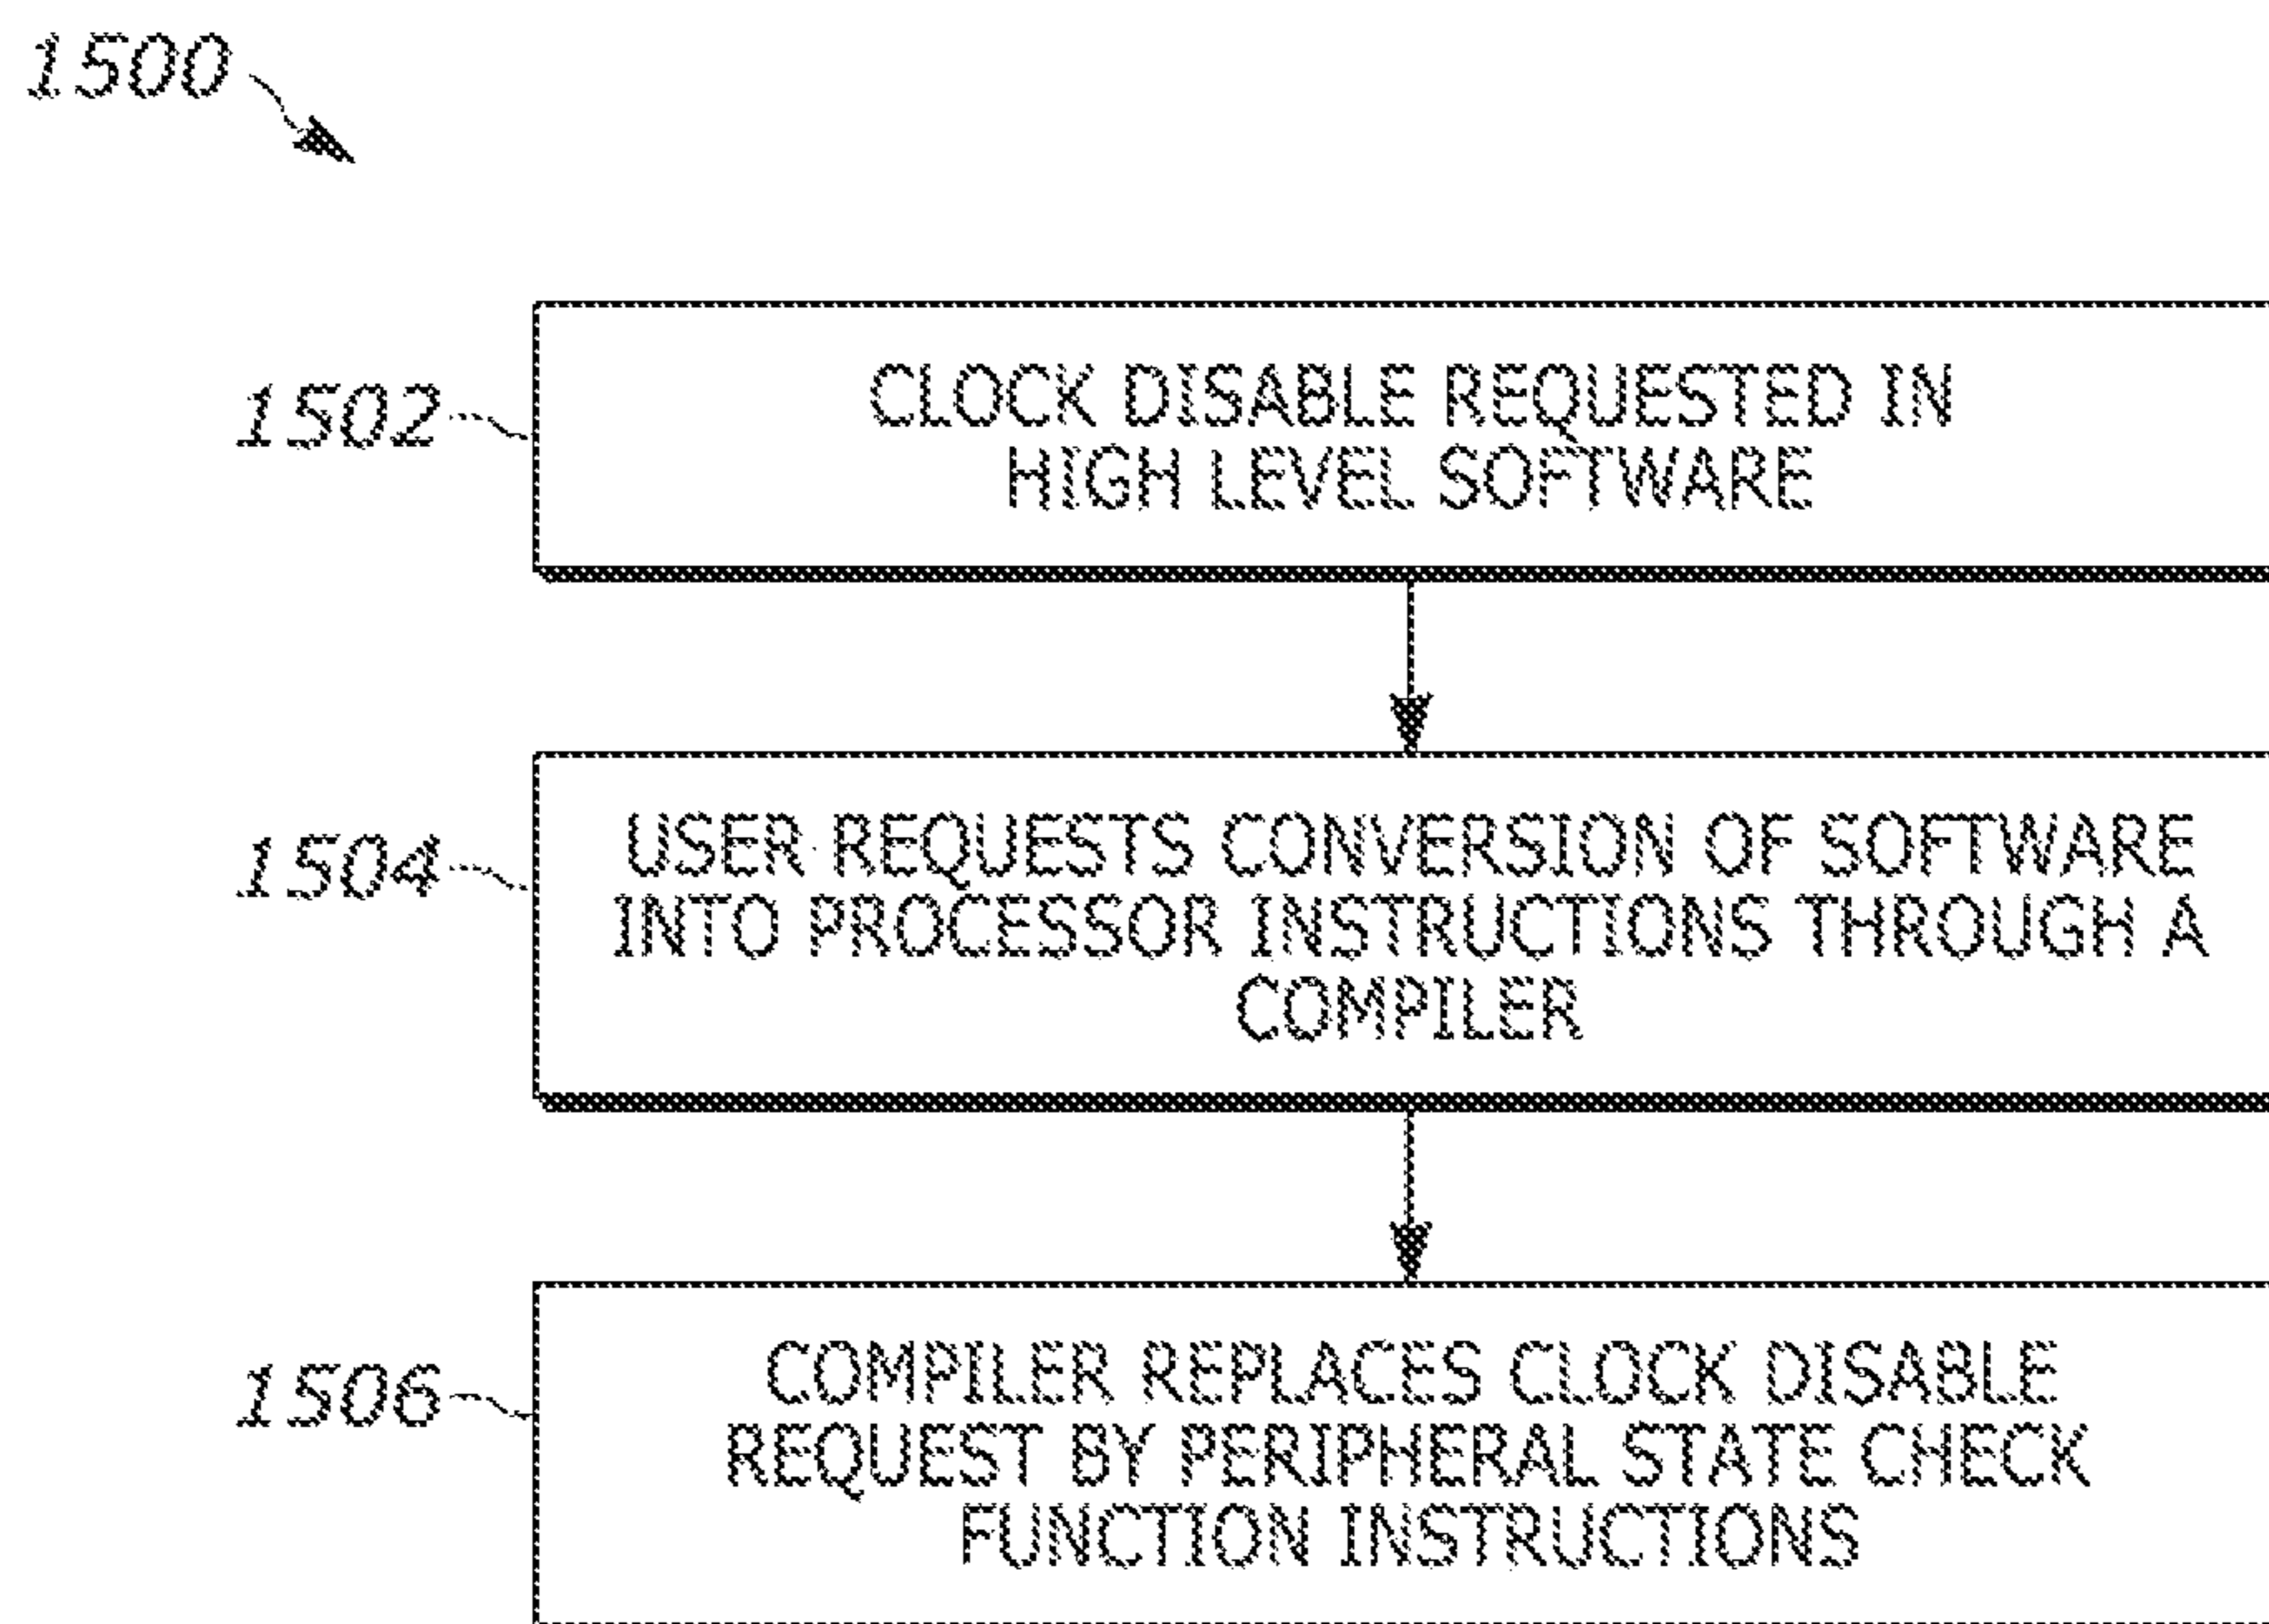 1500
1502
CLOCK DISABLE REQUESTED IN
HIGH LEVEL SOFTWARE
1504
USER REQUESTS CONVERSION OF SOFTWARE
INTO PROCESSOR INSTRUCTIONS THROUGH A
COMPILER
1506
COMPILER REPLACES CLOCK DISABLE
REQUEST BY PERIPHERAL STATE CHECK
FUNCTION INSTRUCTIONS